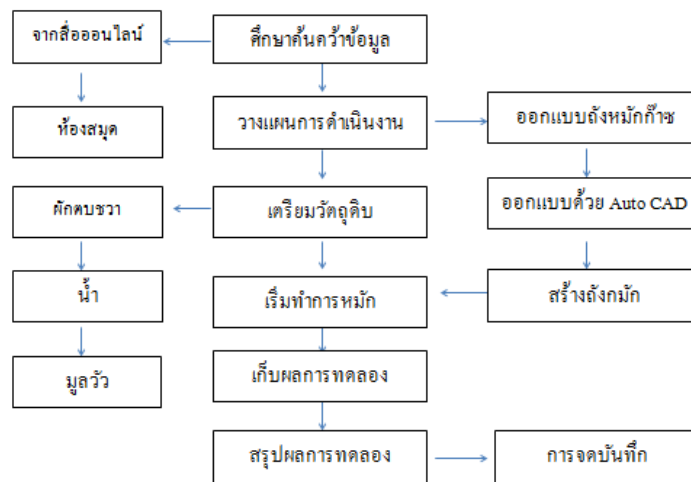 จากสื่อออนไลน์
ศึกษาค้นคว้าข้อมูล
ห้องสมุด
วางแผนการดำเนินงาน
ออกแบบถังหมักก๊าซ
ผักตบชวา
เตรียมวัตถุดิบ
ออกแบบด้วย Auto CAD
น้ำ
เริ่มทำการหมัก
สร้างถังกมัก
มูลวัว
เก็บผลการทดลอง
สรุปผลการทดลอง
การจดบันทึก